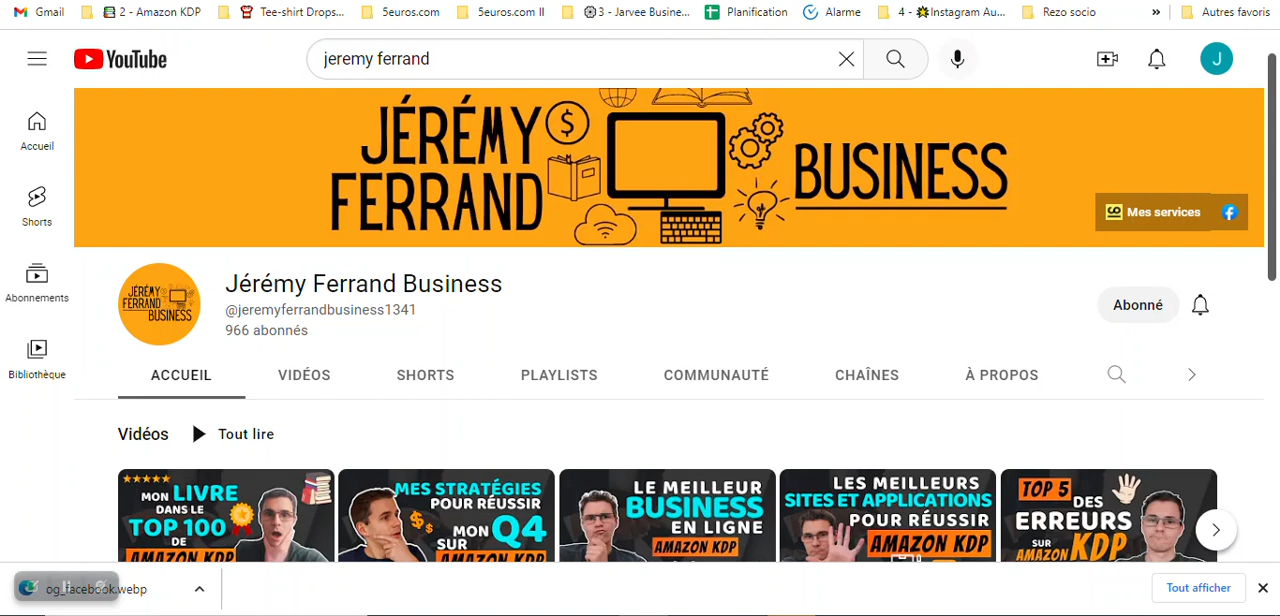 Gmail
2 - Amazon KDP
Tee-shirt Drops...
5euros.com
5euros.com II
3 - Jarvee Busine...
Planification
Alarme
4 - Instagram Au...
Rezo socio
»
Autres favoris
YouTube
jeremy ferrand
J
Accueil
Shorts
Abonnements
Bibliothèque
JÉRÉMY
FERRAND
BUSINESS
Mes services
JÉRÉMY
FERRAND
BUSINESS
Jérémy Ferrand Business
@jeremyferrandbusiness1341
966 abonnés
Abonné
ACCUEIL
VIDÉOS
SHORTS
PLAYLISTS
COMMUNAUTÉ
CHAÎNES
À PROPOS
Vidéos
Tout lire
MON LIVRE
DANS LE
TOP 100
DE
AMAZON KDP
MES STRATÉGIES
POUR RÉUSSIR
MON Q4
SUR
AMAZON KDP
LE MEILLEUR
BUSINESS
EN LIGNE
AMAZON KDP
LES MEILLEURS
SITES ET APPLICATIONS
POUR RÉUSSIR
SUR AMAZON KDP
TOP 5 DES
ERREURS
SUR
AMAZON KDP
og_facebook.webp
Tout afficher